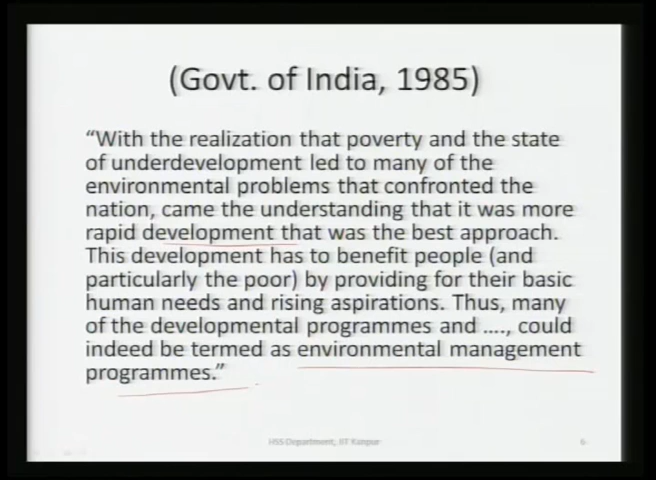 (Govt. of India, 1985)
“With the realization that poverty and the state
of underdevelopment led to many of the
environmental problems that confronted the
nation, came the understanding that it was more
rapid development that was the best approach.
This development has to benefit people (and
particularly the poor) by providing for their basic
human needs and rising aspirations. Thus, many
of the developmental programmes and ...., could
indeed be termed as environmental management
programmes.”
HSS Department, IIT Kanpur
6